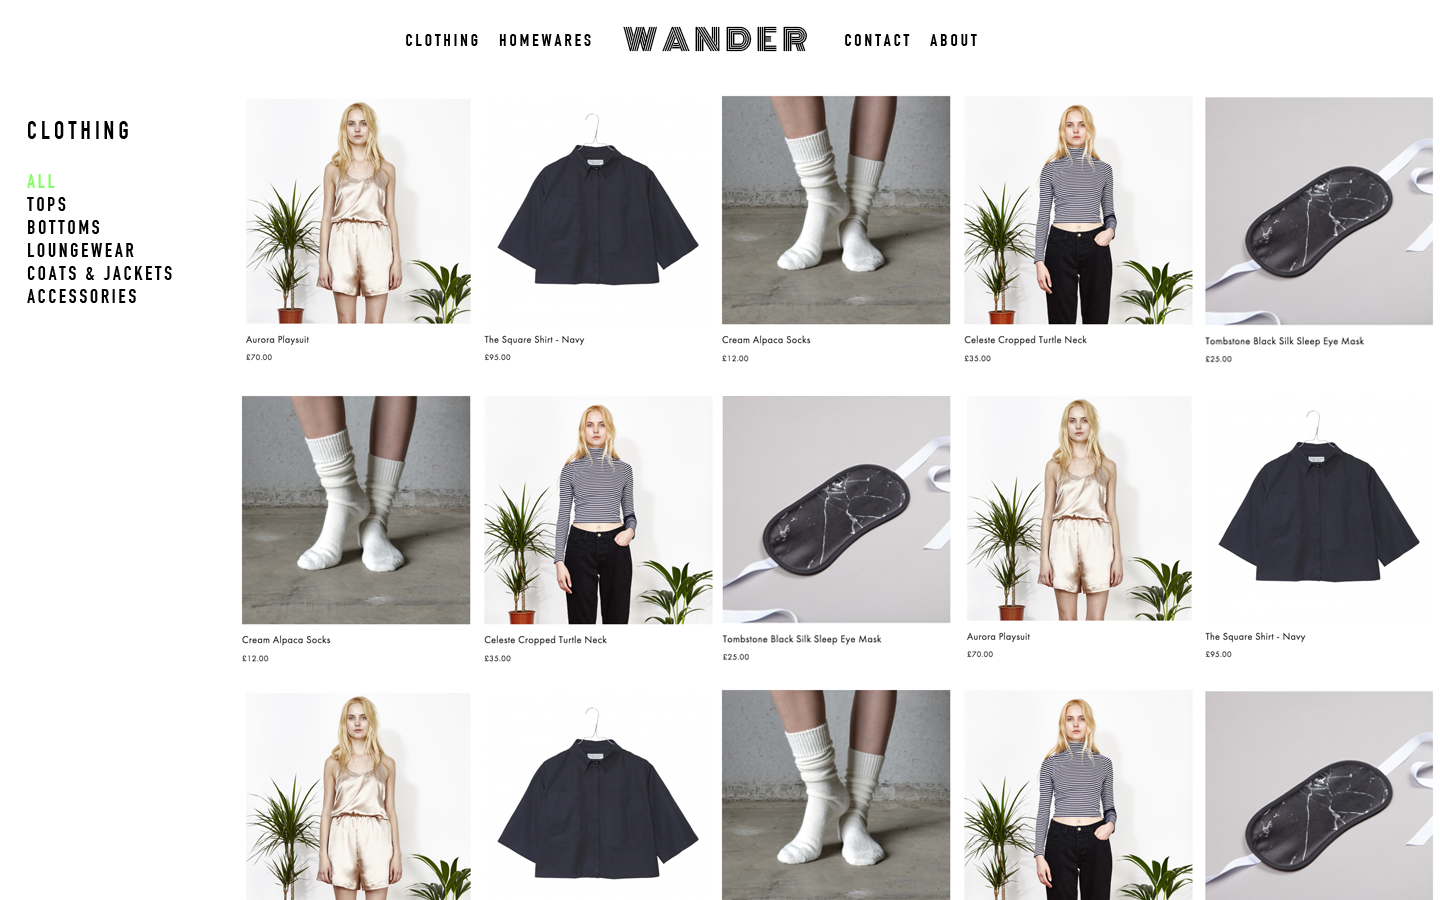 CLOTHING HOMEWARES WANDER CONTACT ABOUT
CLOTHING
ALL
TOPS
BOTTOMS
LOUNGEWEAR
COATS & JACKETS
ACCESSORIES
Aurora Playsuit
£70.00
The Square Shirt - Navy
£95.00
Cream Alpaca Socks
£12.00
Celeste Cropped Turtle Neck
£35.00
Tombstone Black Silk Sleep Eye Mask
£25.00
Cream Alpaca Socks
£12.00
Celeste Cropped Turtle Neck
£35.00
Tombstone Black Silk Sleep Eye Mask
£25.00
Aurora Playsuit
£70.00
The Square Shirt - Navy
£95.00